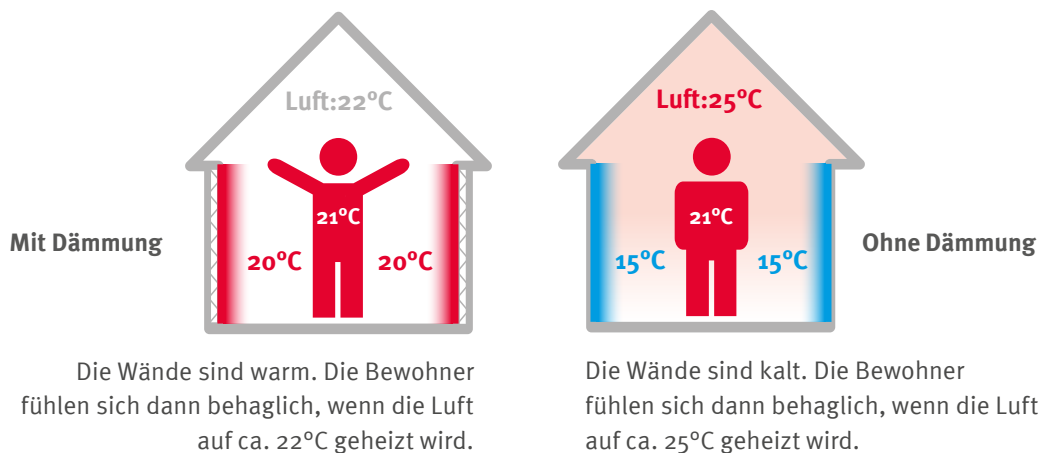 Mit Dämmung
Luft:22°C
21°C
20°C
20°C
Die Wände sind warm. Die Bewohner
fühlen sich dann behaglich, wenn die Luft
auf ca. 22°C geheizt wird.
Luft:25°C
21°C
15°C
15°C
Ohne Dämmung
Die Wände sind kalt. Die Bewohner
fühlen sich dann behaglich, wenn die Luft
auf ca. 25°C geheizt wird.